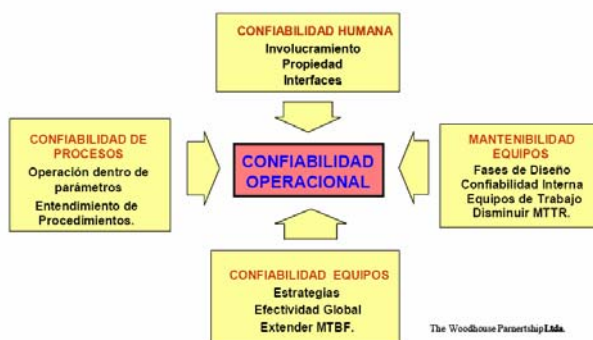 CONFIABILIDAD HUMANA
Involucramiento
Propiedad
Interfaces
CONFIABILIDAD DE
PROCESOS
Operación dentro de
parámetros
Entendimiento de
Procedimientos.
CONFIABILIDAD
OPERACIONAL
MANTENIBILIDAD
EQUIPOS
Fases de Diseño
Confiabilidad Interna
Equipos de Trabajo
Disminuir MTTR.
CONFIABILIDAD EQUIPOS
Estrategias
Efectividad Global
Extender MTBF.
The Woodhouse Parnertship Ltda.